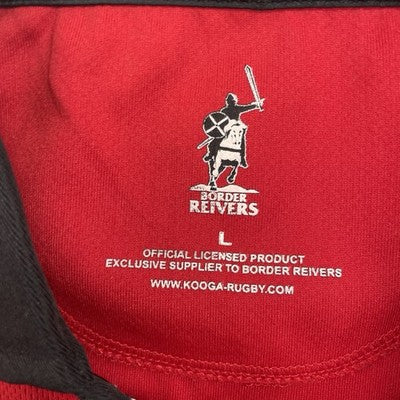 BORDER
REIVERS
L
OFFICIAL LICENSED PRODUCT
EXCLUSIVE SUPPLIER TO BORDER REIVERS
WWW.KOOGA-RUGBY.COM